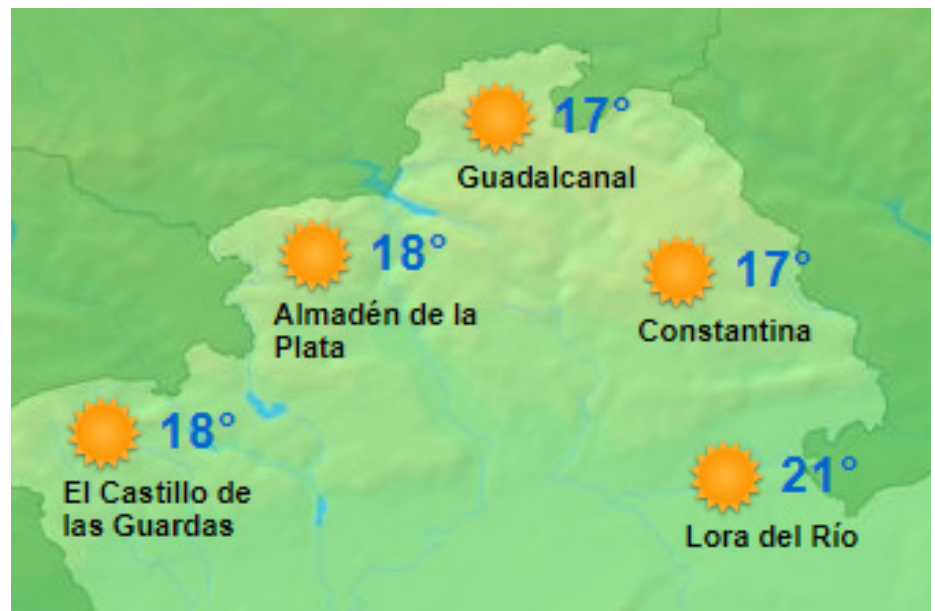 17°
Guadalcanal
18°
Almadén de la
Plata
17°
Constantina
18°
El Castillo de
las Guardas
21°
Lora del Río